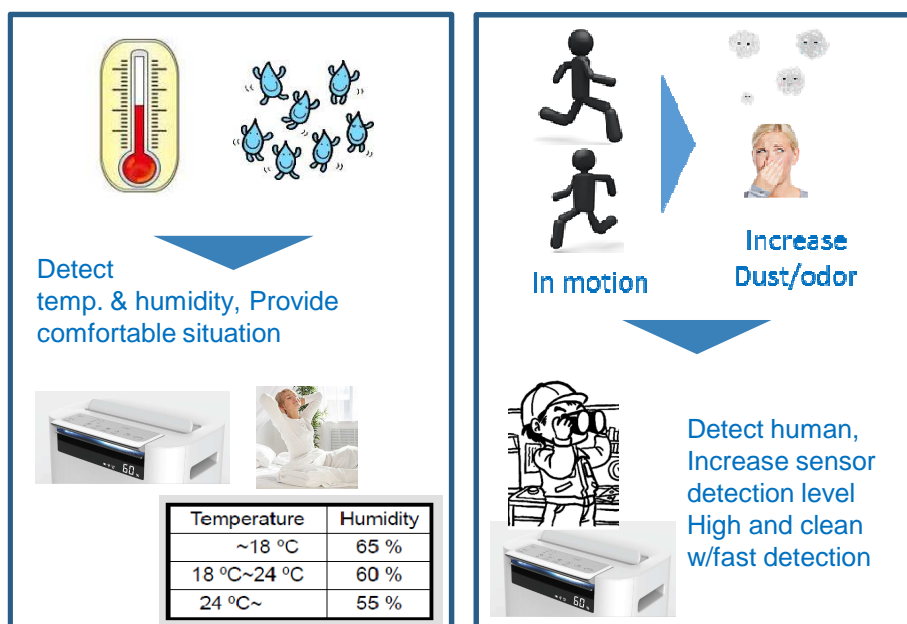 Detect
temp. & humidity, Provide
comfortable situation
60
Temperature Humidity
~18 ºC 65 %
18 ºC~24 ºC 60 %
24 ºC~ 55 %
In motion
Increase
Dust/odor
Detect human,
Increase sensor
detection level
High and clean
w/fast detection
60